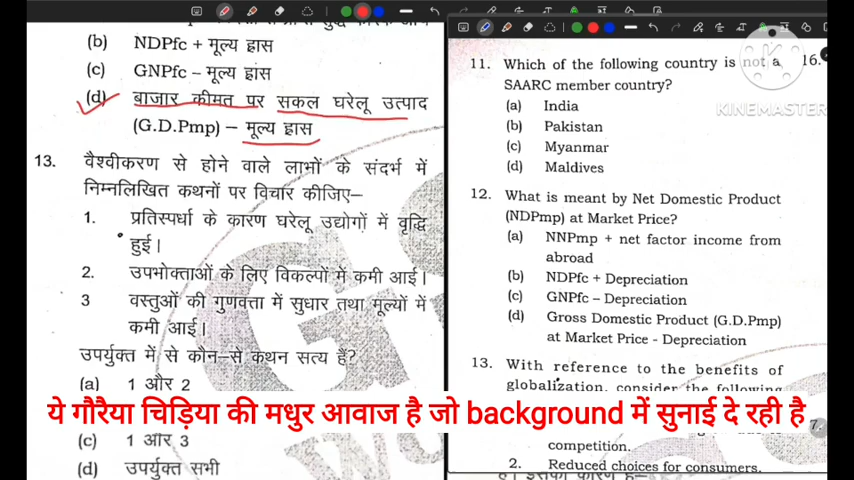 (b) NDPfc + मूल्य ह्रास
(c) GNPfc – मूल्य ह्रास
(d) बाजार कीमत पर सकल घरेलू उत्पाद
(G.D.Pmp) – मूल्य ह्रास
13. वैश्वीकरण से होने वाले लाभों के संदर्भ में
निम्नलिखित कथनों पर विचार कीजिए–
1. प्रतिस्पर्धा के कारण घरेलू उद्योगों में वृद्धि
हुई।
2. उपभोक्ताओं के लिए विकल्पों में कमी आई।
3 वस्तुओं की गुणवत्ता में सुधार तथा मूल्यों में
कमी आई।
उपर्युक्त में से कौन–से कथन सत्य हैं?
(a) 1 और 2
(c) 1 और 3
(d) उपर्युक्त सभी
11. Which of the following country is not a
SAARC member country?
(a) India
(b) Pakistan
(c) Myanmar
(d) Maldives
12. What is meant by Net Domestic Product
(NDPmp) at Market Price?
(a) NNPmp + net factor income from
abroad
(b) NDPfc + Depreciation
(c) GNPfc – Depreciation
(d) Gross Domestic Product (G.D.Pmp)
at Market Price - Depreciation
13. With reference to the benefits of
globalization, consider the following
competition.
2. Reduced choices for consumers.
16.
KINEMASTER
ये गौरैया चिड़िया की मधुर आवाज है जो background में सुनाई दे रही है